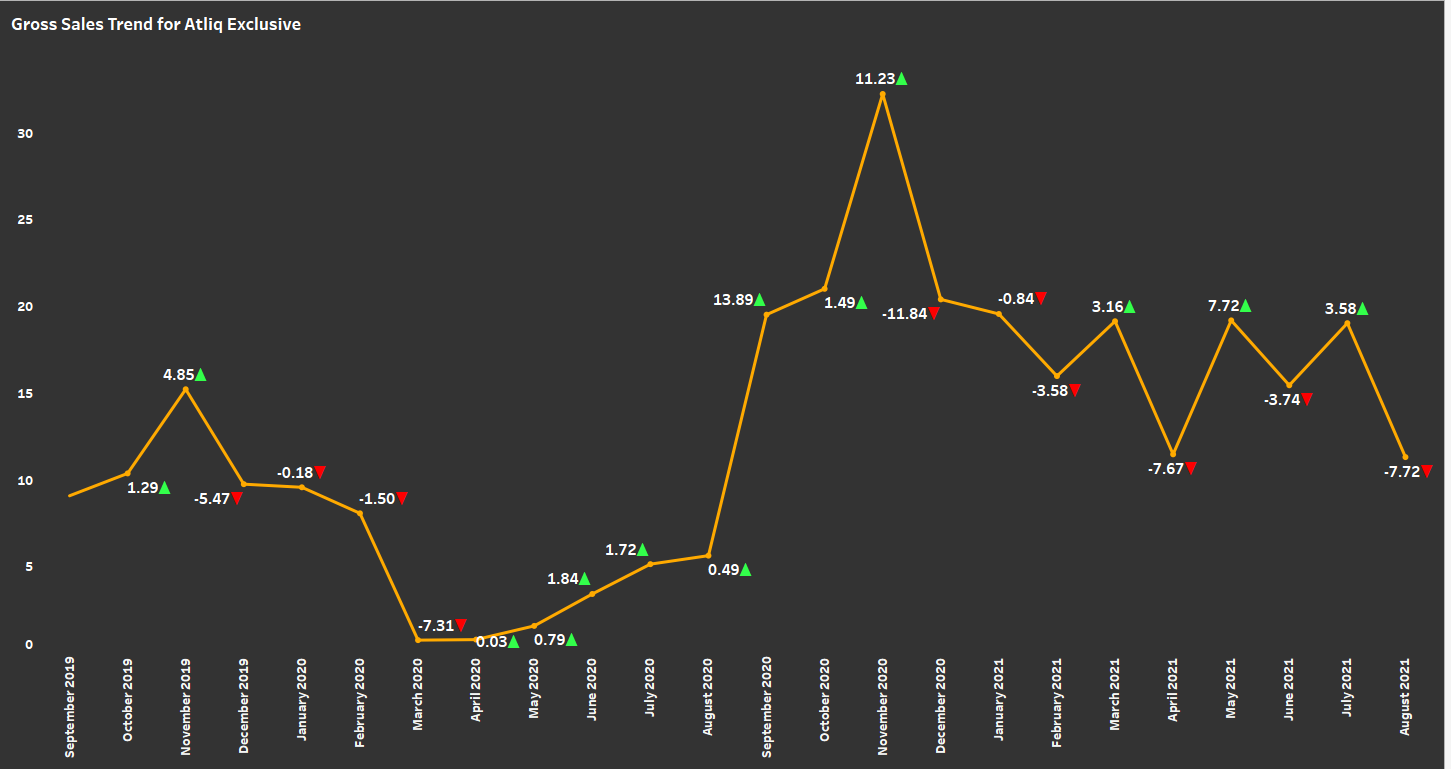 Gross Sales Trend for Atliq Exclusive
30
25
20
15
10
5
0
1.29▲
4.85▲
-5.47▼
-0.18▼
-1.50▼
-7.31▼
0.03▲
0.79▲
1.84▲
1.72▲
0.49▲
13.89▲
1.49▲
11.23▲
-11.84▼
-0.84▼
-3.58▼
3.16▲
-7.67▼
7.72▲
-3.74▼
3.58▲
-7.72▼
September 2019
October 2019
November 2019
December 2019
January 2020
February 2020
March 2020
April 2020
May 2020
June 2020
July 2020
August 2020
September 2020
October 2020
November 2020
December 2020
January 2021
February 2021
March 2021
April 2021
May 2021
June 2021
July 2021
August 2021